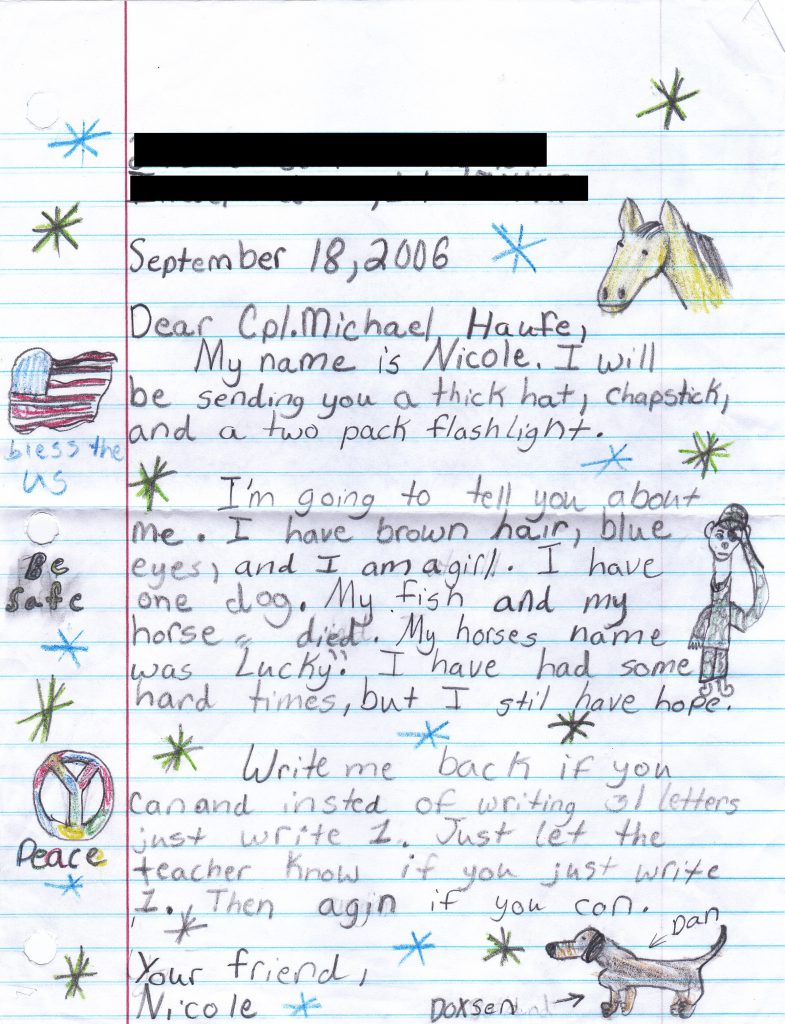 September 18, 2006
Dear Cpl. Michael Haufe,
My name is Nicole. I will
be sending you a thick hat, chapstick,
and a two pack flashlight.
bless the
US
I'm going to tell you about
me. I have brown hair, blue
eyes, and I am a girl. I have
one dog. My fish and my
horse died. My horses name
was "Lucky". I have had some
hard times, but I stil have hope.
Be
safe
Write me back if you
can and insted of writing 31 letters
just write 1. Just let the
teacher know if you just write
1. Then agin if you can.
Peace
Your friend,
Nicole
Dan
Doxsen